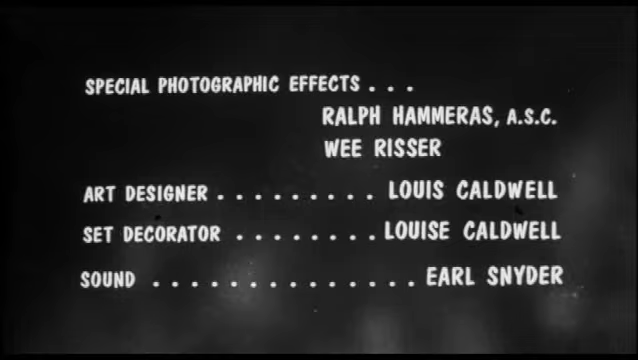 SPECIAL PHOTOGRAPHIC EFFECTS . . .
RALPH HAMMERAS, A.S.C.
WEE RISSER
ART DESIGNER . . . . . . . . . LOUIS CALDWELL
SET DECORATOR . . . . . . . . LOUISE CALDWELL
SOUND . . . . . . . . . . . . . . EARL SNYDER